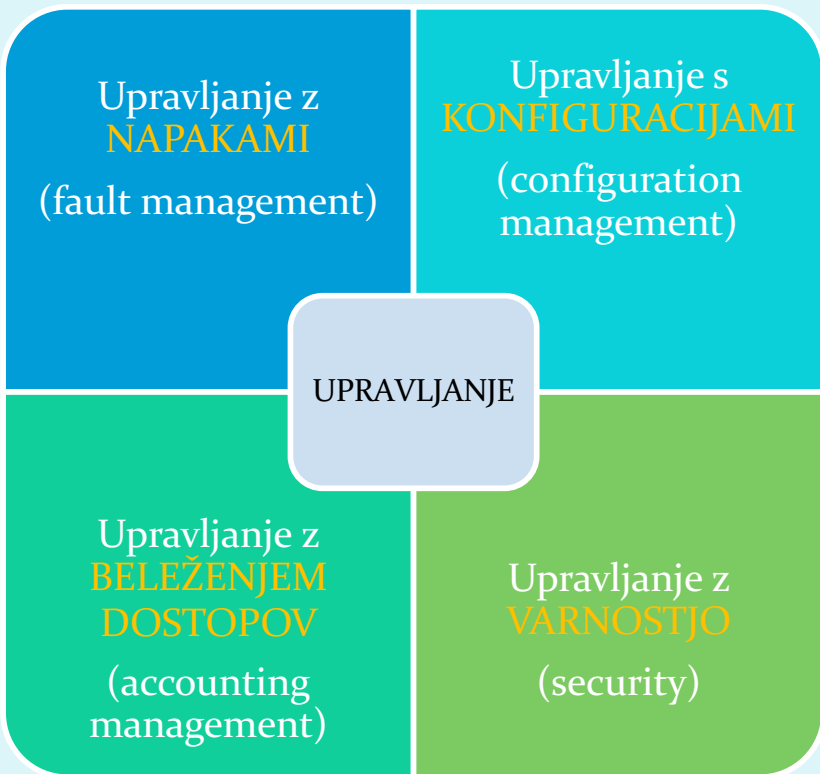 Upravljanje z
NAPAKAMI
(fault management)
Upravljanje s
KONFIGURACIJAMI
(configuration
management)
UPRAVLJANJE
Upravljanje z
BELEŽENJEM
DOSTOPOV
(accounting
management)
Upravljanje z
VARNOSTJO
(security)